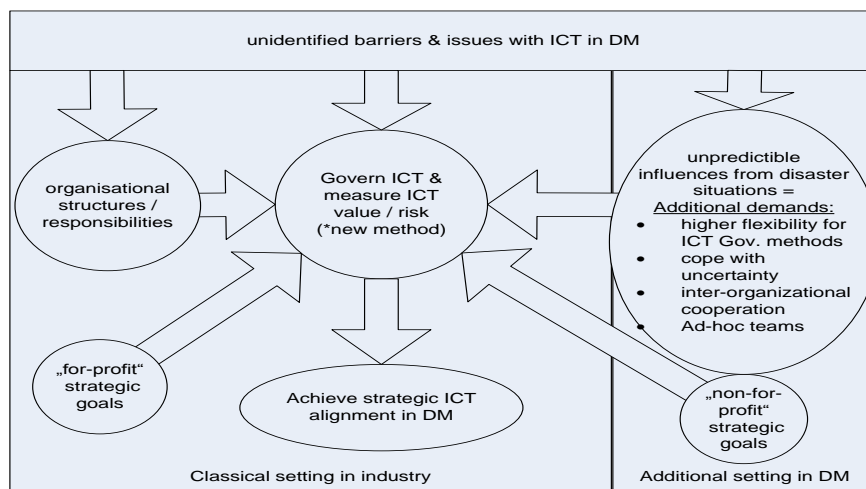 unidentified barriers & issues with ICT in DM
organisational
structures /
responsibilities
Govern ICT &
measure ICT
value / risk
(*new method)
unpredictible
influences from disaster
situations =
Additional demands:
• higher flexibility for
ICT Gov. methods
• cope with
uncertainty
• inter-organizational
cooperation
• Ad-hoc teams
„for-profit“
strategic
goals
Achieve strategic ICT
alignment in DM
„non-for-
profit“
strategic
goals
Classical setting in industry
Additional setting in DM